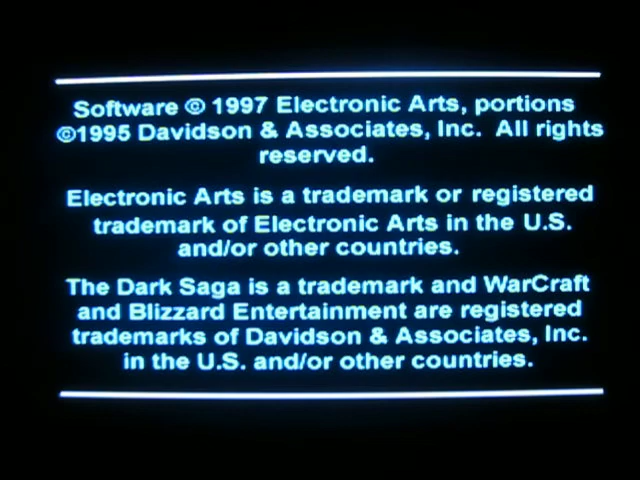 Software © 1997 Electronic Arts, portions
©1995 Davidson & Associates, Inc. All rights
reserved.
Electronic Arts is a trademark or registered
trademark of Electronic Arts in the U.S.
and/or other countries.
The Dark Saga is a trademark and WarCraft
and Blizzard Entertainment are registered
trademarks of Davidson & Associates, Inc.
in the U.S. and/or other countries.